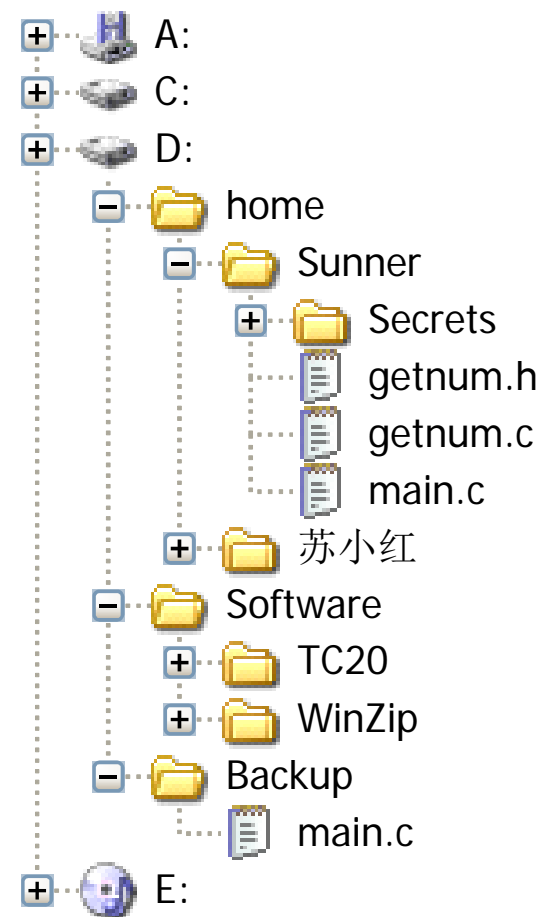 A:
C:
D:
home
Sunner
Secrets
getnum.h
getnum.c
main.c
苏小红
Software
TC20
WinZip
Backup
main.c
E: